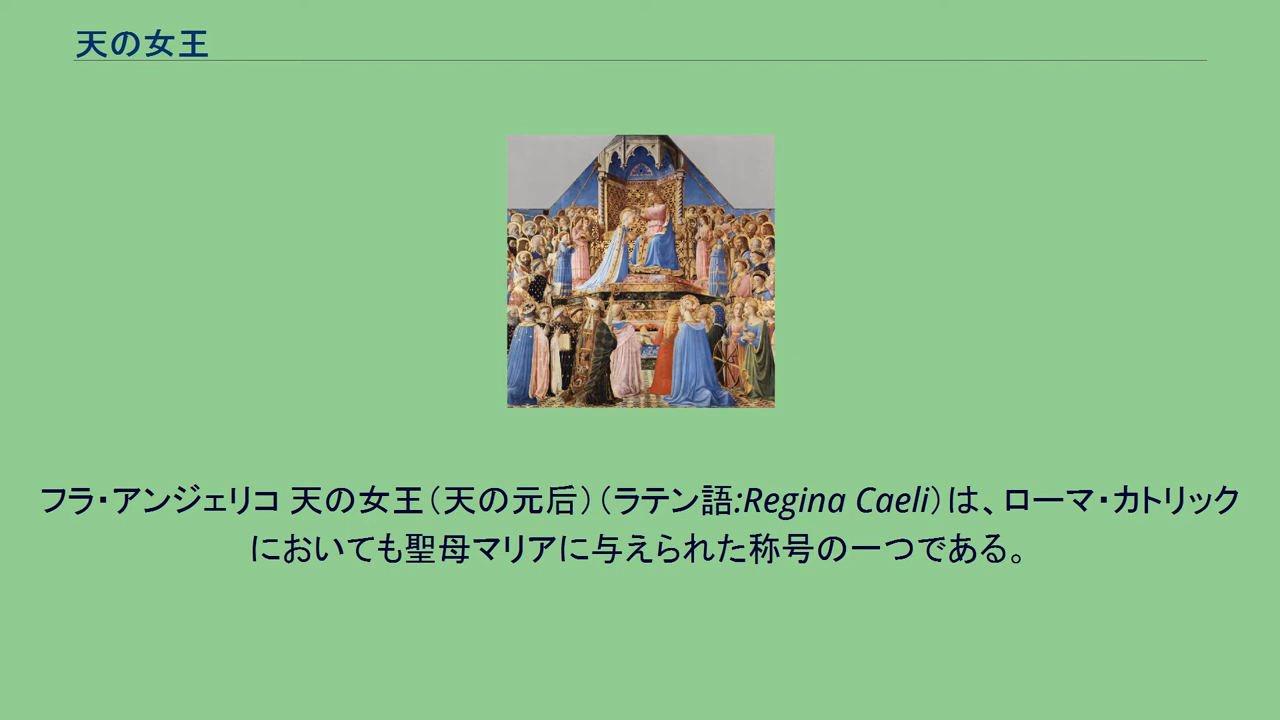 天の女王
フラ・アンジェリコ 天の女王（天の元后）（ラテン語:Regina Caeli）は、ローマ・カトリック
においても聖母マリアに与えられた称号の一つである。